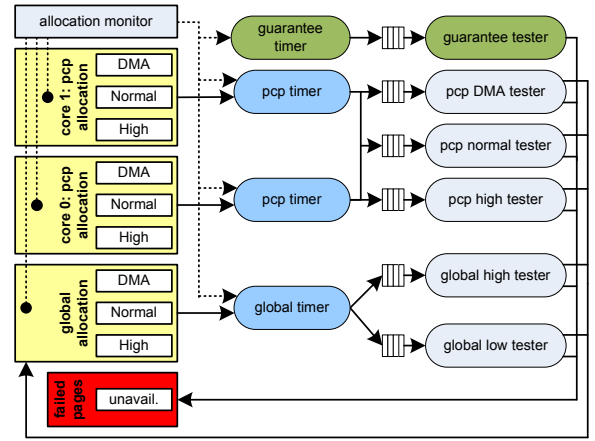 allocation monitor
guarantee
timer
guarantee tester
core 1: pcp
allocation
DMA
Normal
High
pcp timer
pcp DMA tester
pcp normal tester
core 0: pcp
allocation
DMA
Normal
High
pcp timer
pcp high tester
global
allocation
DMA
Normal
High
global timer
global high tester
global low tester
failed
pages
unavail.